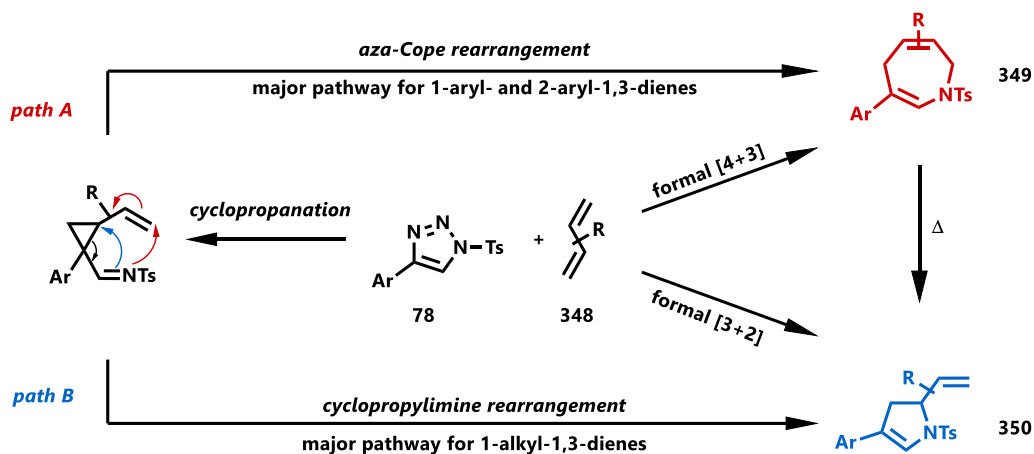 aza-Cope rearrangement
major pathway for 1-aryl- and 2-aryl-1,3-dienes
path A
R
Ar
NTs
349
formal [4+3]
R
Ar
NTs
cyclopropanation
N
N
N
Ts
Ar
78
+
R
348
Δ
formal [3+2]
path B
cyclopropylimine rearrangement
major pathway for 1-alkyl-1,3-dienes
R
Ar
NTs
350